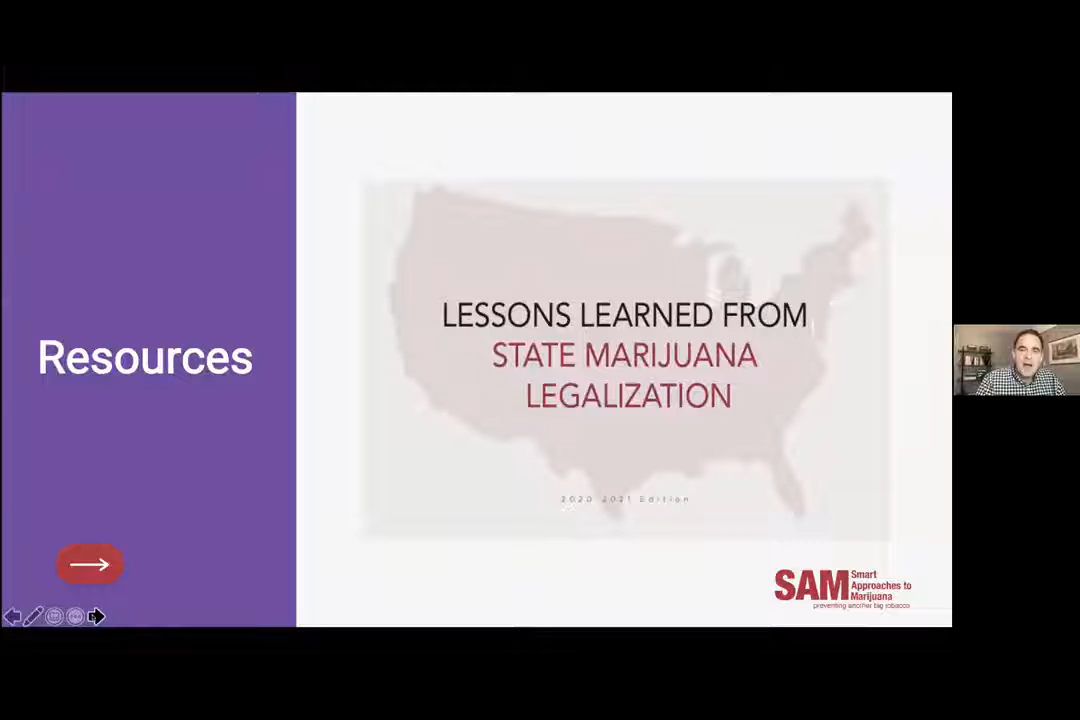 Resources
LESSONS LEARNED FROM
STATE MARIJUANA
LEGALIZATION
2020 2021 Edition
SAM
Smart
Approaches to
Marijuana
preventing another big tobacco